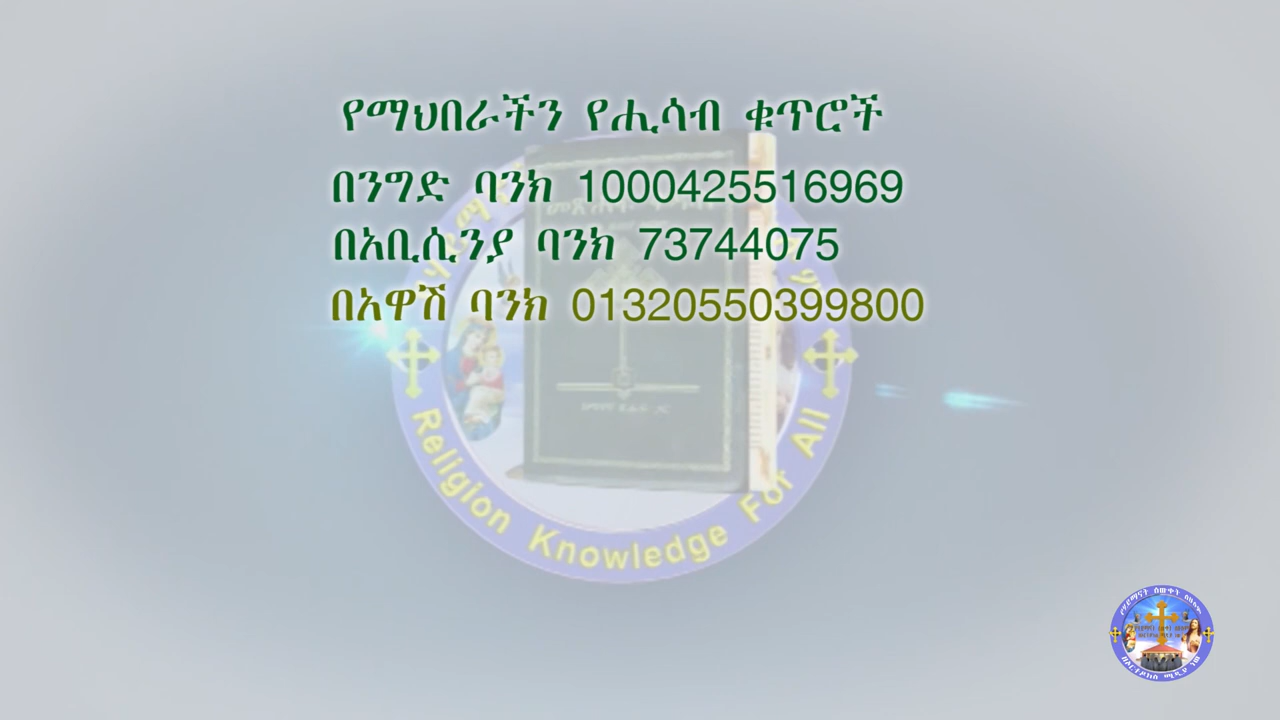 የማህበራችን የሒሳብ ቁጥሮች
በንግድ ባንክ 1000425516969
በአቢሲንያ ባንክ 73744075
በአዋሽ ባንክ 01320550399800
Religion Knowledge For All